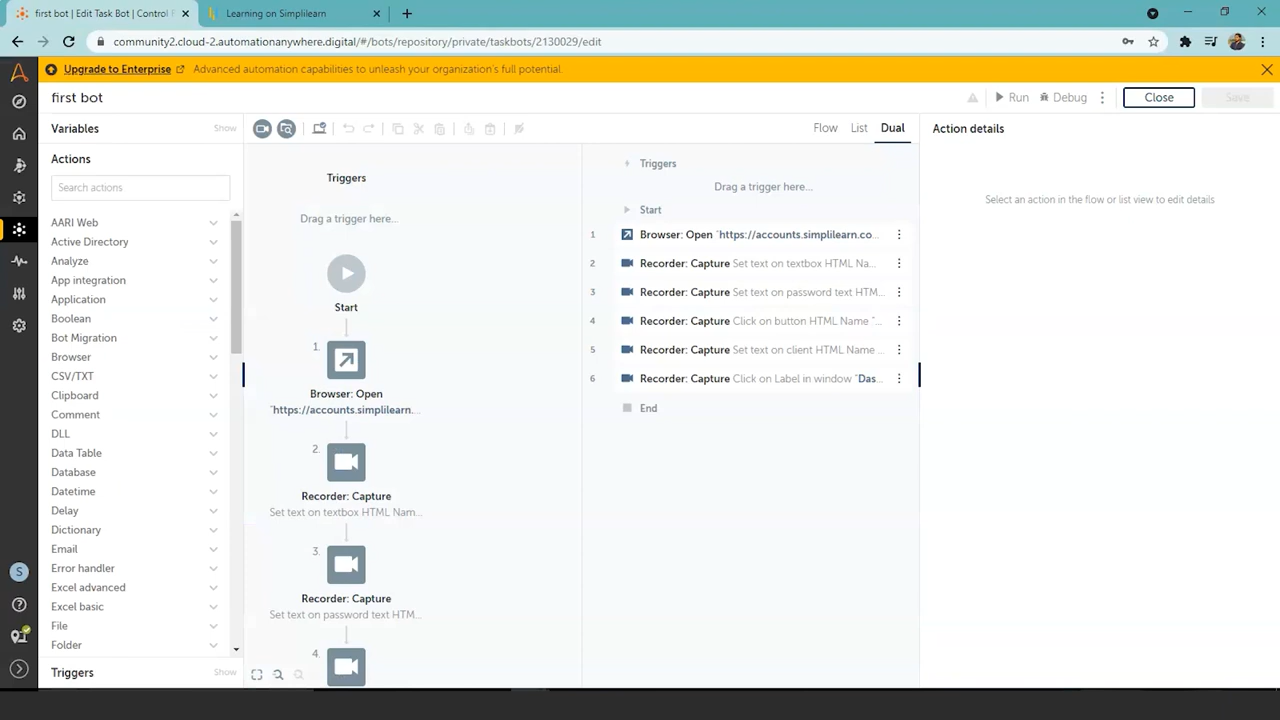 first bot | Edit Task Bot | Control F
Learning on Simplilearn
community2.cloud-2.automationanywhere.digital/#/bots/repository/private/taskbots/2130029/edit
Upgrade to Enterprise Advanced automation capabilities to unleash your organization's full potential.
first bot
Run
Debug
Close
Save
Variables
Show
Flow
List
Dual
Action details
Actions
Search actions
AARI Web
Active Directory
Analyze
App integration
Application
Boolean
Bot Migration
Browser
CSV/TXT
Clipboard
Comment
DLL
Data Table
Database
Datetime
Delay
Dictionary
Email
Error handler
Excel advanced
Excel basic
File
Folder
Triggers
Show
S
Triggers
Drag a trigger here...
Start
1.
Browser: Open
"https://accounts.simplilearn....
2.
Recorder: Capture
Set text on textbox HTML Nam...
3.
Recorder: Capture
Set text on password text HTM...
4.
Triggers
Drag a trigger here...
Start
1 Browser: Open "https://accounts.simplilearn.co...
2 Recorder: Capture Set text on textbox HTML Na...
3 Recorder: Capture Set text on password text HTM...
4 Recorder: Capture Click on button HTML Name "...
5 Recorder: Capture Set text on client HTML Name ...
6 Recorder: Capture Click on Label in window "Das...
End
Select an action in the flow or list view to edit details